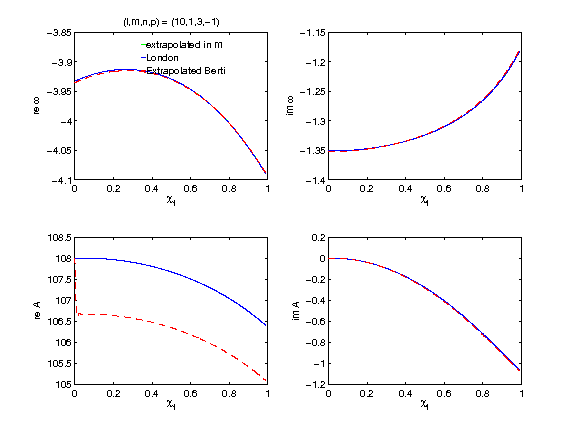 (l,m,n,p) = (10,1,3,−1)
−3.85
−3.9
−3.95
−4
−4.05
−4.1
re ω
0 0.2 0.4 0.6 0.8 1
χf
extrapolated in m
London
Extrapolated Berti
−1.15
−1.2
−1.25
−1.3
−1.35
−1.4
im ω
0 0.2 0.4 0.6 0.8 1
χf
108.5
108
107.5
107
106.5
106
105.5
105
re A
0 0.2 0.4 0.6 0.8 1
χf
0.2
0
−0.2
−0.4
−0.6
−0.8
−1
−1.2
im A
0 0.2 0.4 0.6 0.8 1
χf